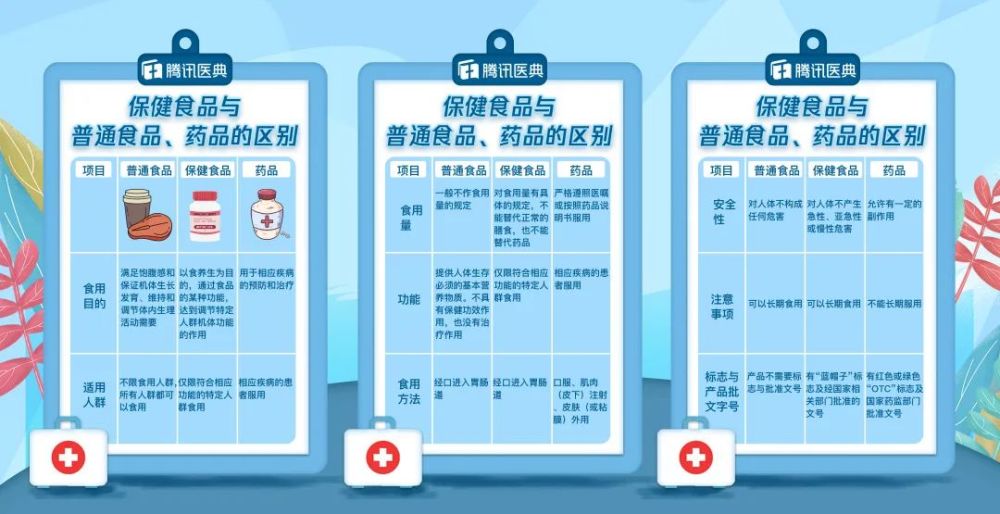 腾讯医典
保健食品与
普通食品、药品的区别
项目 普通食品 保健食品 药品
食用
目的
满足饱腹感和
保证机体生长
发育、维持和
调节体内生理
活动需要
以食养生为目
的，通过食品
的某种功能，
达到调节特定
人群机体功能
的作用
用于相应疾病
的预防和治疗
适用
人群
不限食用人群,
所有人群都可
以食用
仅限符合相应
功能的特定人
群食用
相应疾病的患
者服用
腾讯医典
保健食品与
普通食品、药品的区别
项目 普通食品 保健食品 药品
食用
量
一般不作食用
量的规定
对食用量有具
体的规定，不
能替代正常的
膳食，也不能
替代药品
严格遵照医嘱
或按照药品说
明书服用
功能
提供人体生存
必须的基本营
养物质。不具
有保健功效作
用，也没有治
疗作用
仅限符合相应
功能的特定人
群食用
相应疾病的患
者服用
食用
方法
经口进入胃肠
道
经口进入胃肠
道
口服、肌肉
（皮下）注射
、皮肤（或粘
膜）外用
腾讯医典
保健食品与
普通食品、药品的区别
项目 普通食品 保健食品 药品
安全
性
对人体不构成
任何危害
对人体不产生
急性、亚急性
或慢性危害
允许有一定的
副作用
注意
事项
可以长期食用
可以长期食用
不能长期服用
标志与
产品批
文字号
产品不需要标
志与批准文号
有“蓝帽子”标
志及经国家相
关部门批准的
文号
有红色或绿色
“OTC”标志及
国家药监部门
批准文号